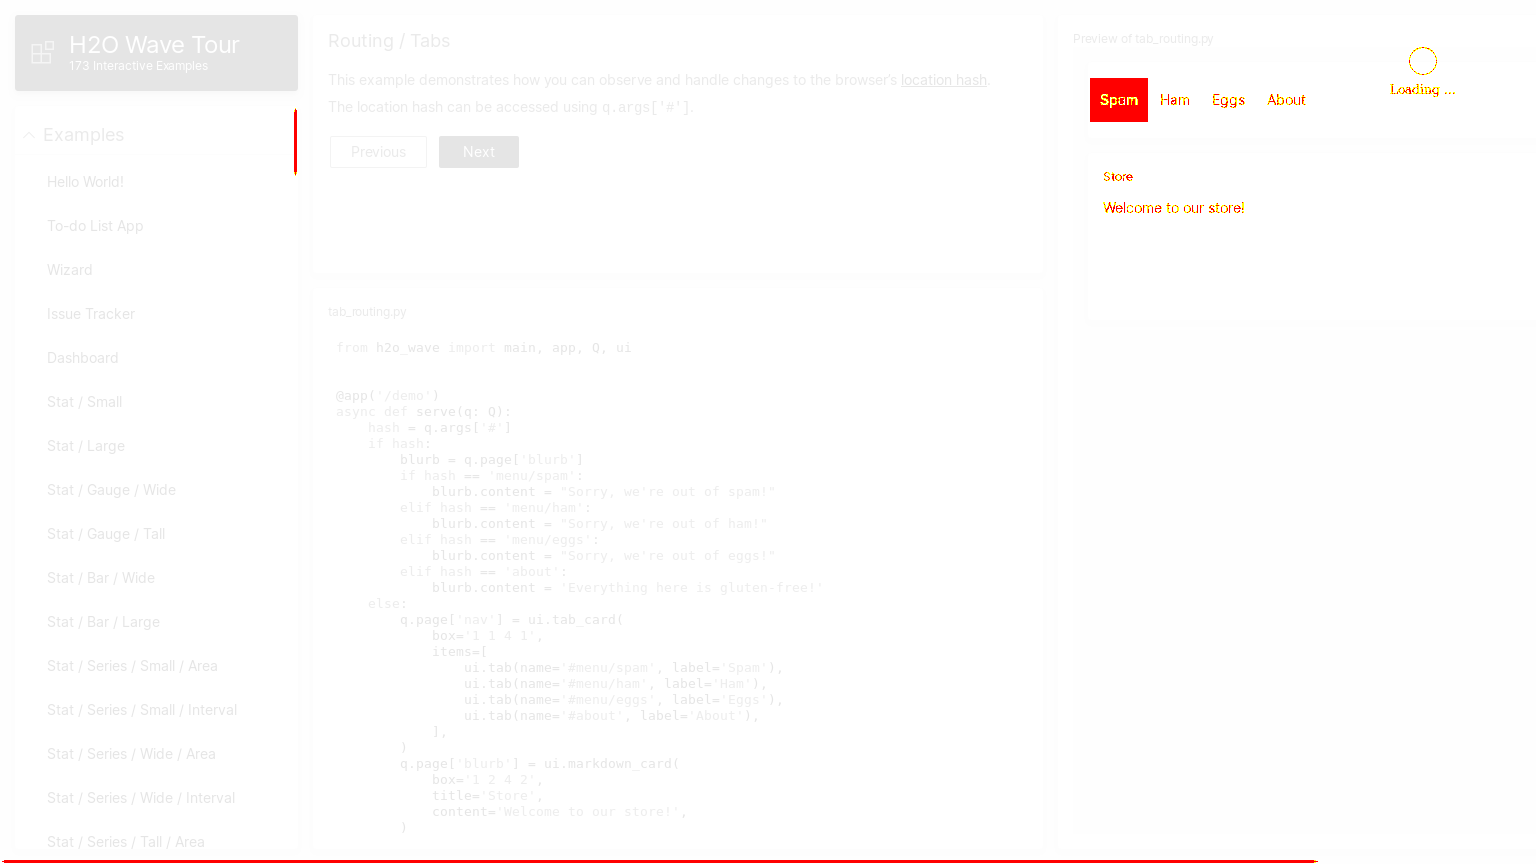 H2O Wave Tour
173 Interactive Examples
Examples
Hello World!
To-do List App
Wizard
Issue Tracker
Dashboard
Stat / Small
Stat / Large
Stat / Gauge / Wide
Stat / Gauge / Tall
Stat / Bar / Wide
Stat / Bar / Large
Stat / Series / Small / Area
Stat / Series / Small / Interval
Stat / Series / Wide / Area
Stat / Series / Wide / Interval
Stat / Series / Tall / Area
Routing / Tabs
This example demonstrates how you can observe and handle changes to the browser's location hash.
The location hash can be accessed using q.args['#'].
Previous
Next
tab_routing.py
from h2o_wave import main, app, Q, ui
@app('/demo')
async def serve(q: Q):
    hash = q.args['#']
    if hash:
        blurb = q.page['blurb']
        if hash == 'menu/spam':
            blurb.content = "Sorry, we're out of spam!"
        elif hash == 'menu/ham':
            blurb.content = "Sorry, we're out of ham!"
        elif hash == 'menu/eggs':
            blurb.content = "Sorry, we're out of eggs!"
        elif hash == 'about':
            blurb.content = 'Everything here is gluten-free!'
    else:
        q.page['nav'] = ui.tab_card(
            box='1 1 4 1',
            items=[
                ui.tab(name='#menu/spam', label='Spam'),
                ui.tab(name='#menu/ham', label='Ham'),
                ui.tab(name='#menu/eggs', label='Eggs'),
                ui.tab(name='#about', label='About'),
            ],
        )
        q.page['blurb'] = ui.markdown_card(
            box='1 2 4 2',
            title='Store',
            content='Welcome to our store!',
        )
Preview of tab_routing.py
Spam Ham Eggs About
Loading ...
Store
Welcome to our store!